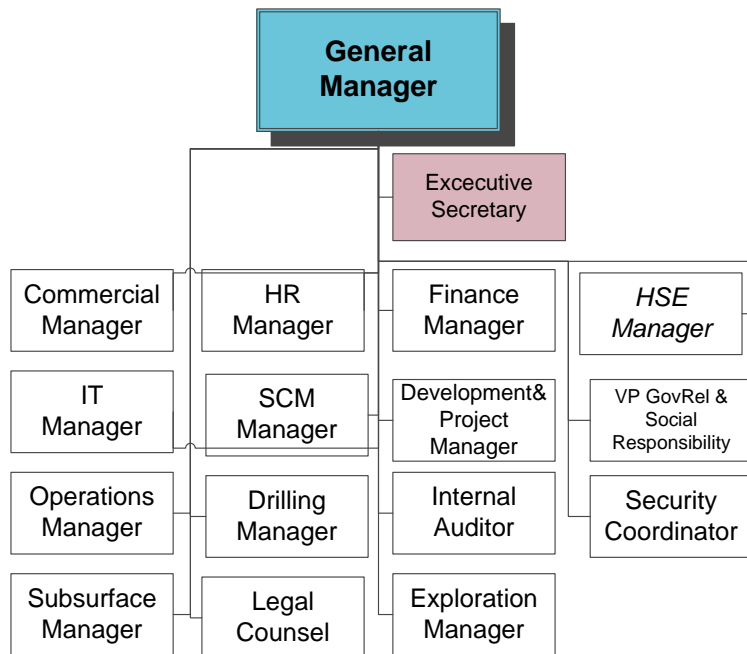 General
Manager
Excecutive
Secretary
Commercial
Manager
HR
Manager
Finance
Manager
HSE
Manager
IT
Manager
SCM
Manager
Development&
Project
Manager
VP GovRel &
Social
Responsibility
Operations
Manager
Drilling
Manager
Internal
Auditor
Security
Coordinator
Subsurface
Manager
Legal
Counsel
Exploration
Manager